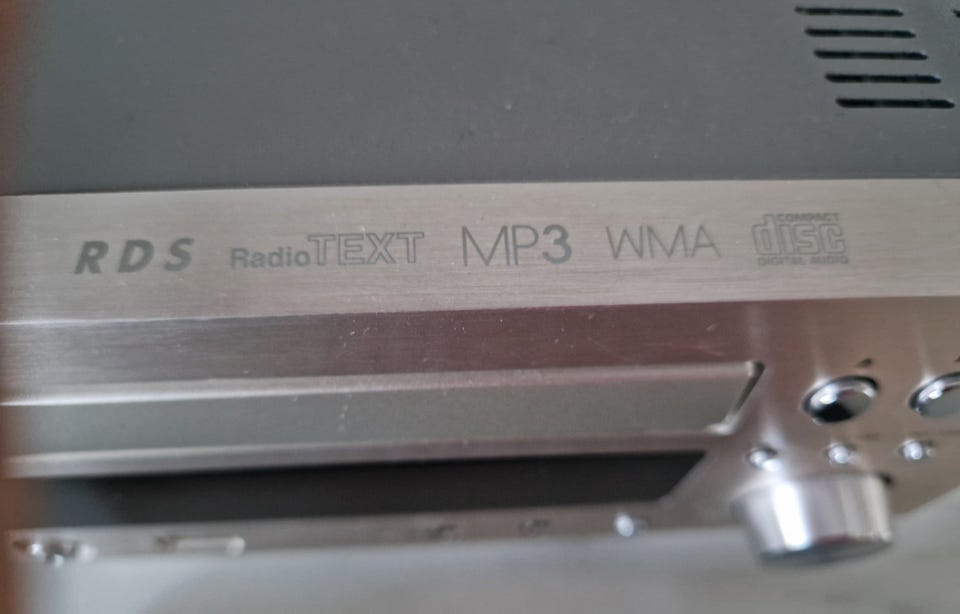 RDS RadioTEXT MP3 WMA COMPACT disc DIGITAL AUDIO